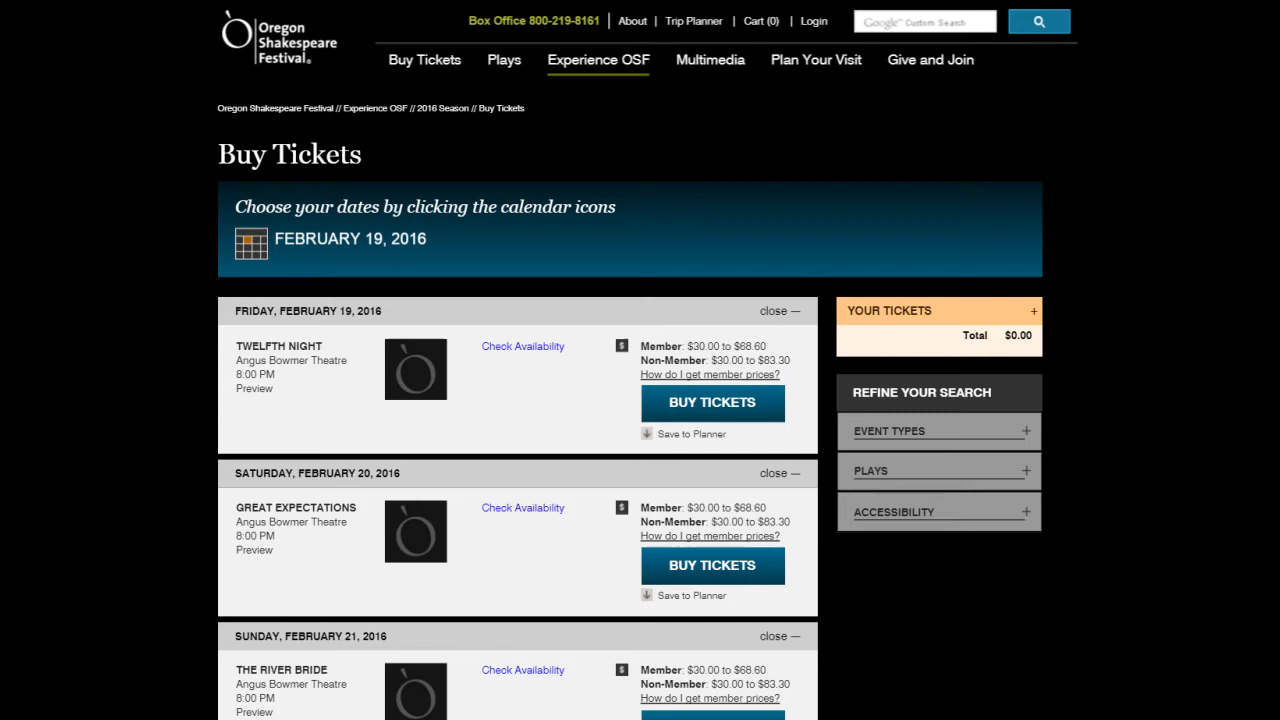 Oregon
Shakespeare
Festival.
Box Office 800-219-8161
About
Trip Planner
Cart (0)
Login
Google™ Custom Search
Buy Tickets
Plays
Experience OSF
Multimedia
Plan Your Visit
Give and Join
Oregon Shakespeare Festival // Experience OSF // 2016 Season // Buy Tickets
Buy Tickets
Choose your dates by clicking the calendar icons
FEBRUARY 19, 2016
FRIDAY, FEBRUARY 19, 2016
close —
TWELFTH NIGHT
Angus Bowmer Theatre
8:00 PM
Preview
Check Availability
$
Member: $30.00 to $68.60
Non-Member: $30.00 to $83.30
How do I get member prices?
BUY TICKETS
Save to Planner
SATURDAY, FEBRUARY 20, 2016
close —
GREAT EXPECTATIONS
Angus Bowmer Theatre
8:00 PM
Preview
Check Availability
$
Member: $30.00 to $68.60
Non-Member: $30.00 to $83.30
How do I get member prices?
BUY TICKETS
Save to Planner
SUNDAY, FEBRUARY 21, 2016
close —
THE RIVER BRIDE
Angus Bowmer Theatre
8:00 PM
Preview
Check Availability
$
Member: $30.00 to $68.60
Non-Member: $30.00 to $83.30
How do I get member prices?
YOUR TICKETS +
Total $0.00
REFINE YOUR SEARCH
EVENT TYPES +
PLAYS +
ACCESSIBILITY +